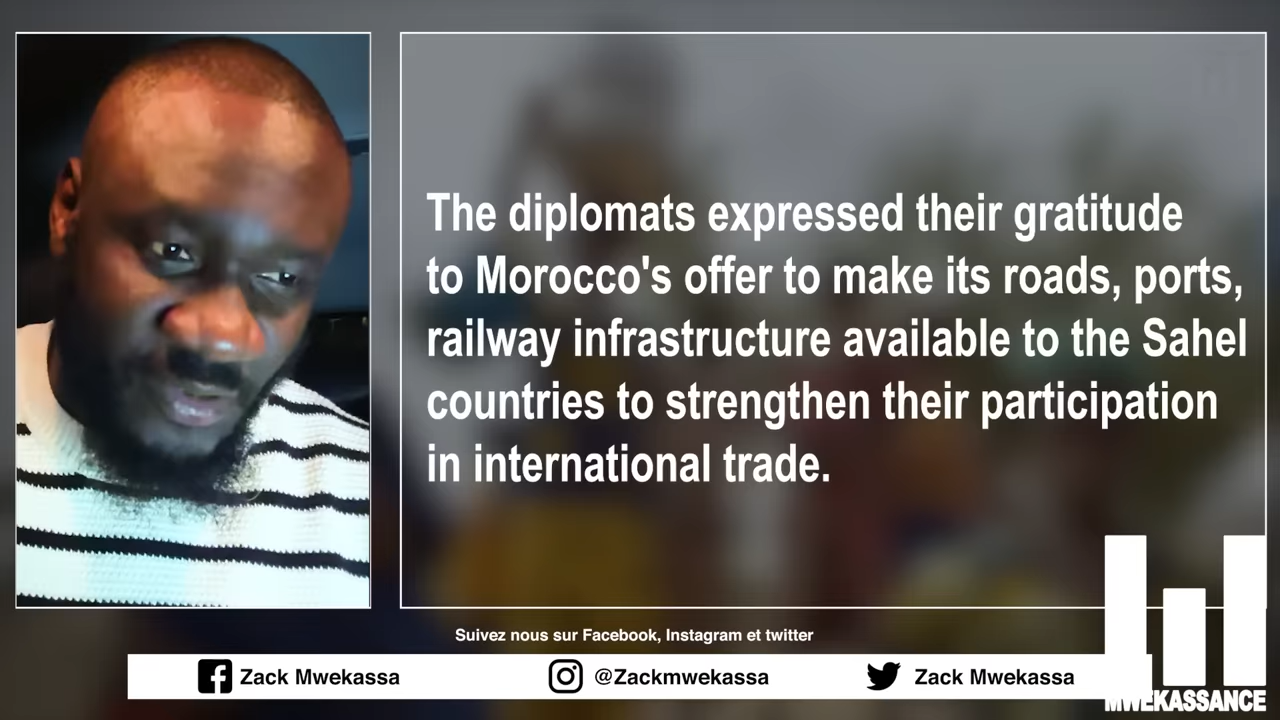 The diplomats expressed their gratitude
to Morocco's offer to make its roads, ports,
railway infrastructure available to the Sahel
countries to strengthen their participation
in international trade.
Suivez nous sur Facebook, Instagram et twitter
Zack Mwekassa
@Zackmwekassa
Zack Mwekassa
MWEKASSANCE